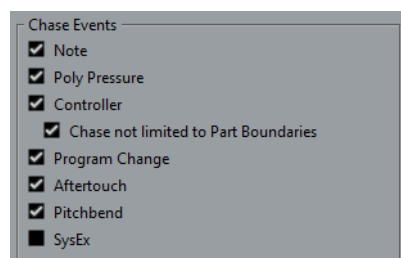 Chase Events
Note
Poly Pressure
Controller
Chase not limited to Part Boundaries
Program Change
Aftertouch
Pitchbend
SysEx